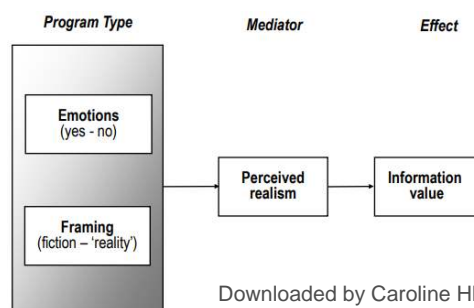 Program Type
Mediator
Effect
Emotions
(yes - no)
Perceived
realism
Information
value
Framing
(fiction – 'reality')
Downloaded by Caroline